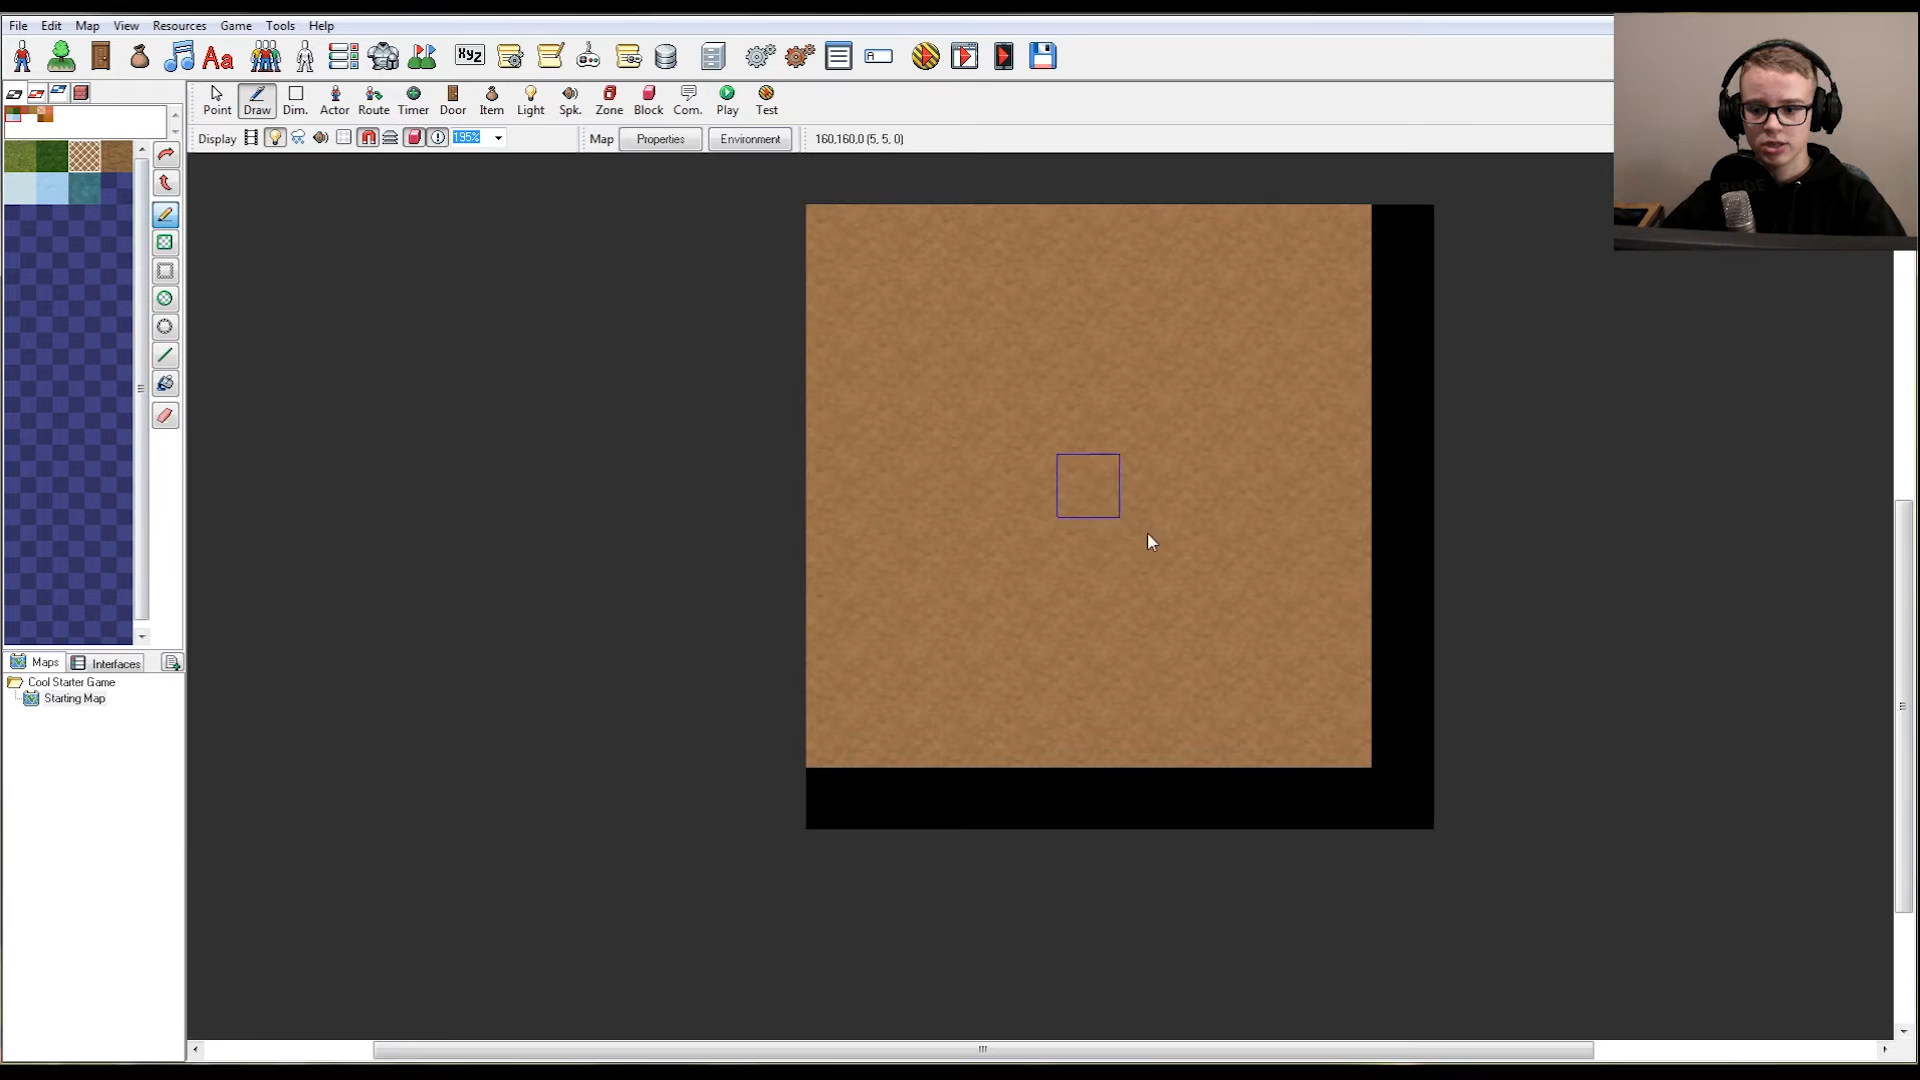 File Edit Map View Resources Game Tools Help
Aa Xyz A
Point Draw Dim. Actor Route Timer Door Item Light Spk. Zone Block Com. Play Test
Display 195% Map Properties Environment 160,160,0 (5, 5, 0)
Maps Interfaces
Cool Starter Game
Starting Map